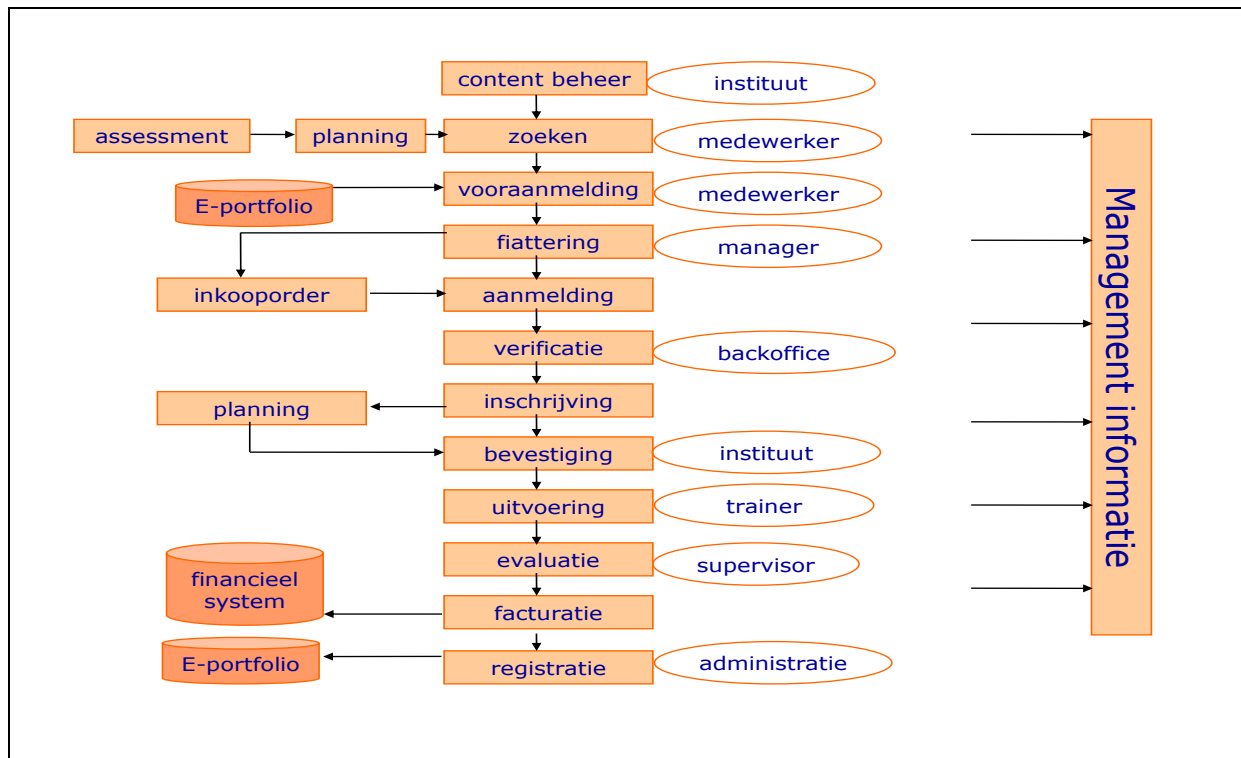 content beheer
instituut
assessment
planning
zoeken
medewerker
E-portfolio
vooraanmelding
medewerker
fiattering
manager
inkooporder
aanmelding
verificatie
backoffice
planning
inschrijving
bevestiging
instituut
uitvoering
trainer
evaluatie
supervisor
financieel
system
facturatie
E-portfolio
registratie
administratie
Management informatie